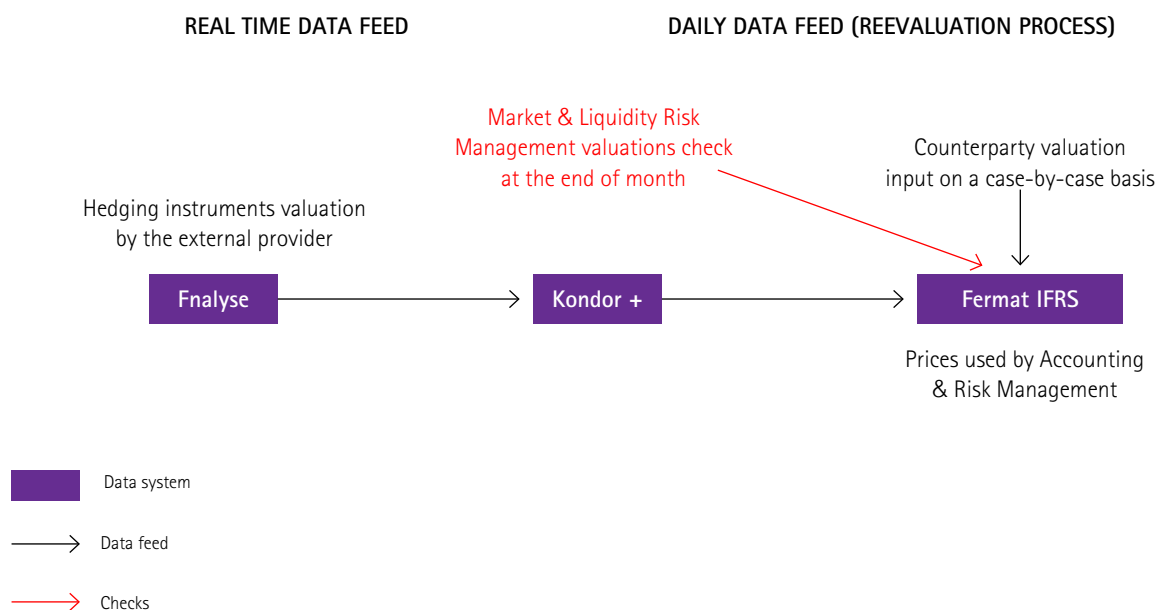 REAL TIME DATA FEED
DAILY DATA FEED (REEVALUATION PROCESS)
Market & Liquidity Risk
Management valuations check
at the end of month
Counterparty valuation
input on a case-by-case basis
Hedging instruments valuation
by the external provider
Fnalyse
Kondor +
Fermat IFRS
Prices used by Accounting
& Risk Management
Data system
Data feed
Checks